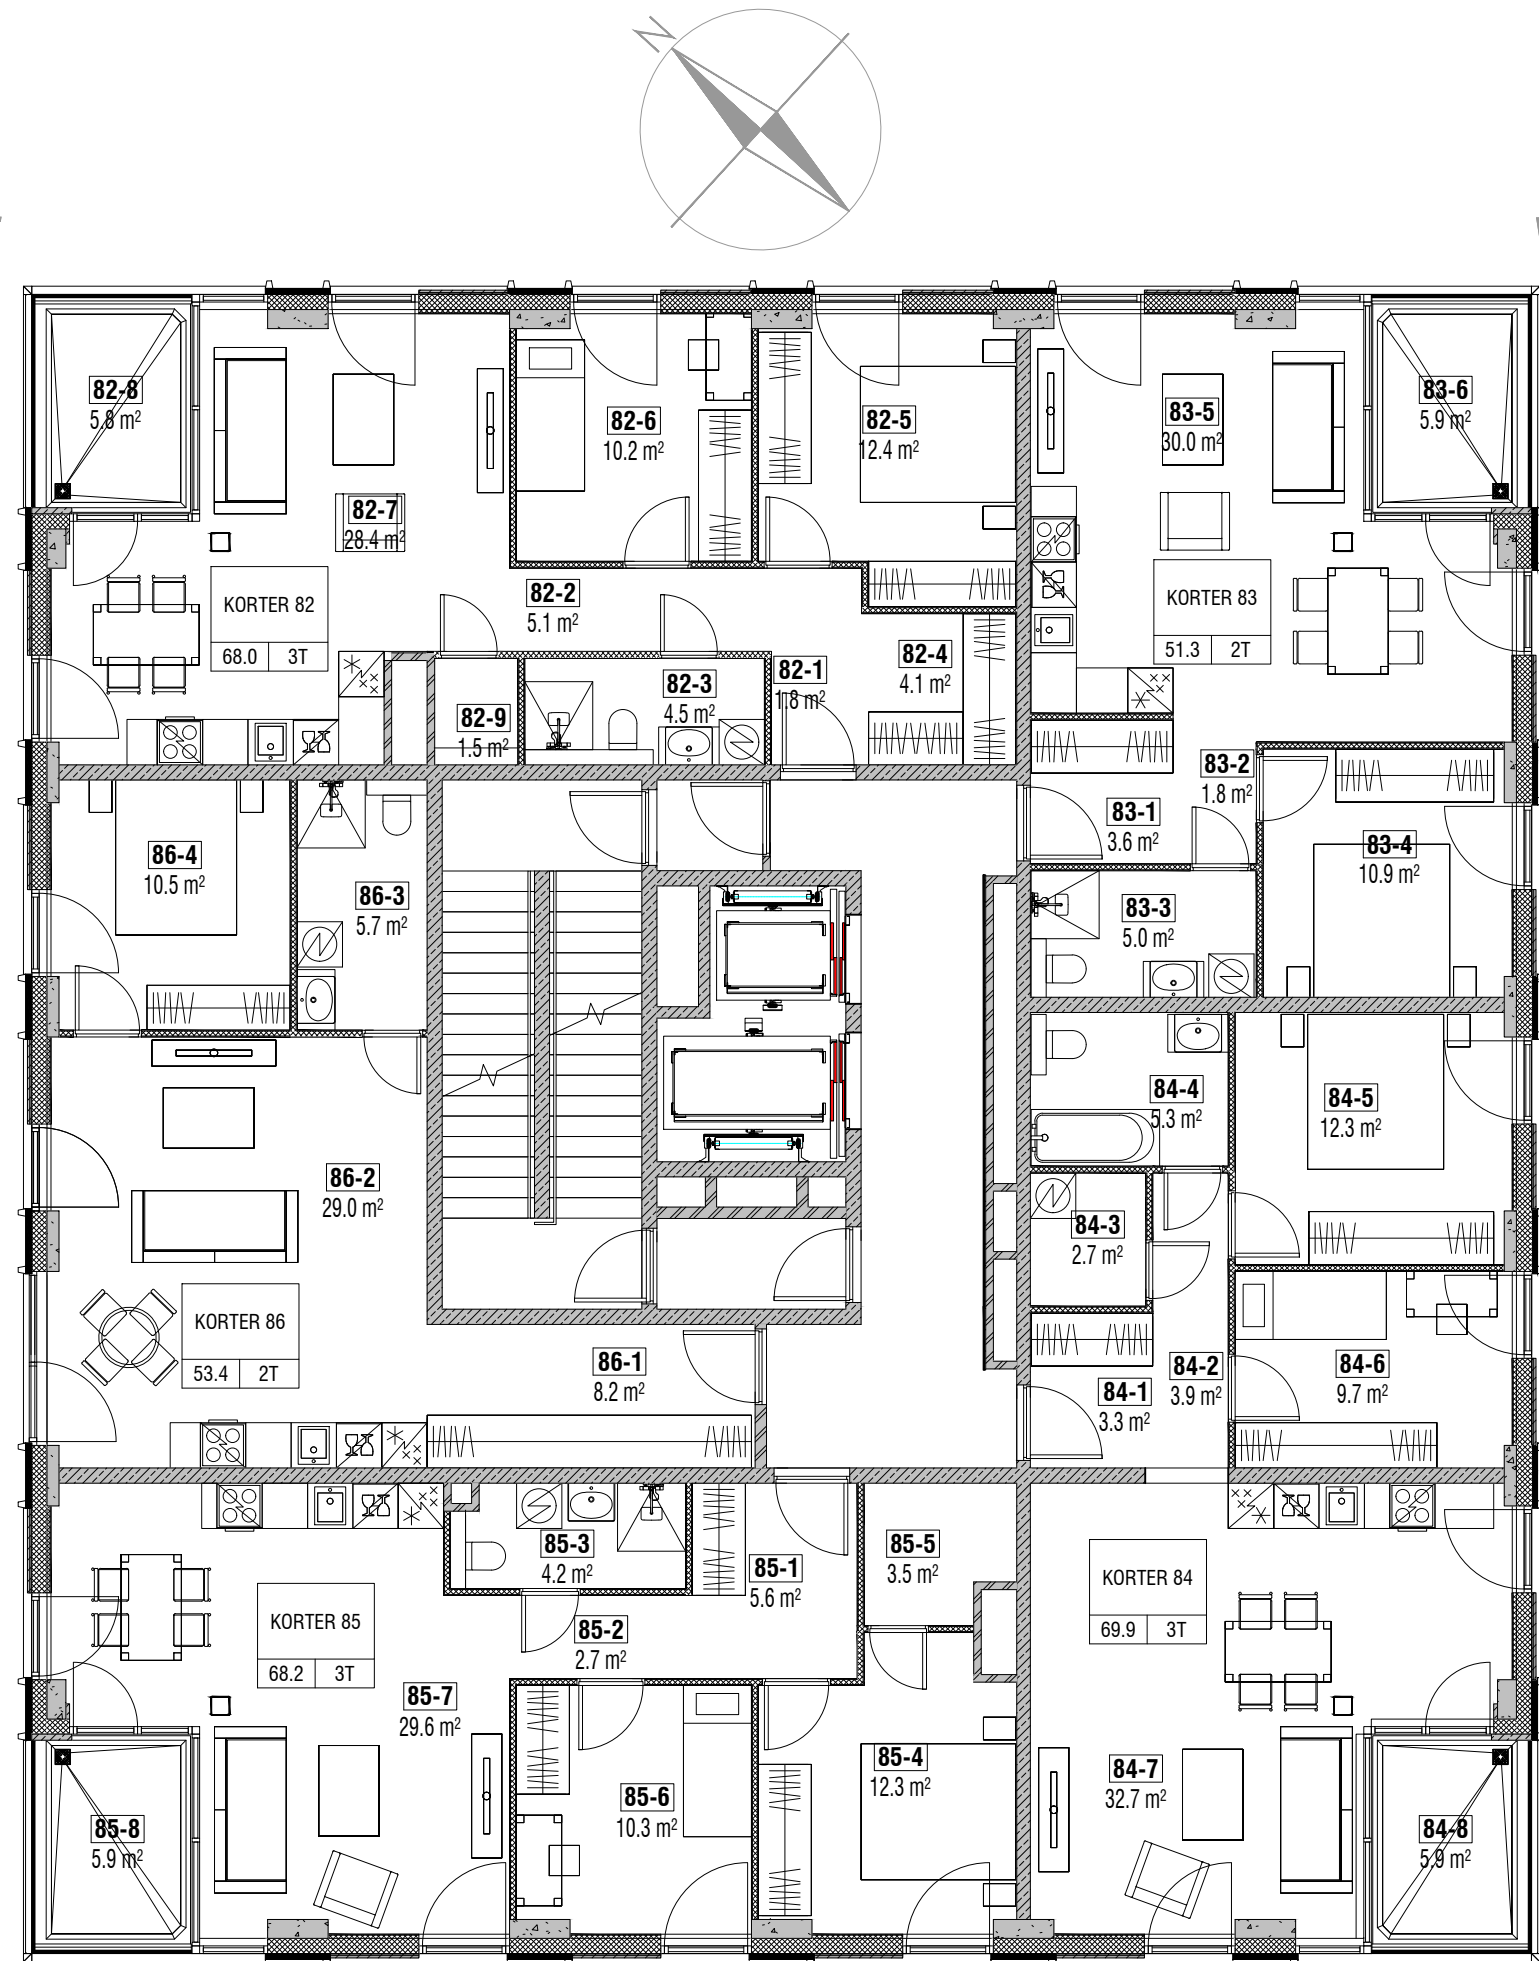 N
82-8
5.8 m²
82-7
28.4 m²
82-6
10.2 m²
82-5
12.4 m²
83-5
30.0 m²
83-6
5.9 m²
KORTER 82
68.0 3T
82-2
5.1 m²
82-9
1.5 m²
82-3
4.5 m²
82-1
1.8 m²
82-4
4.1 m²
KORTER 83
51.3 2T
83-2
1.8 m²
83-1
3.6 m²
83-4
10.9 m²
83-3
5.0 m²
86-4
10.5 m²
86-3
5.7 m²
86-2
29.0 m²
KORTER 86
53.4 2T
86-1
8.2 m²
84-4
5.3 m²
84-5
12.3 m²
84-3
2.7 m²
84-2
3.9 m²
84-1
3.3 m²
84-6
9.7 m²
85-3
4.2 m²
85-1
5.6 m²
85-5
3.5 m²
KORTER 85
68.2 3T
85-2
2.7 m²
85-7
29.6 m²
85-6
10.3 m²
85-4
12.3 m²
85-8
5.9 m²
KORTER 84
69.9 3T
84-7
32.7 m²
84-8
5.9 m²